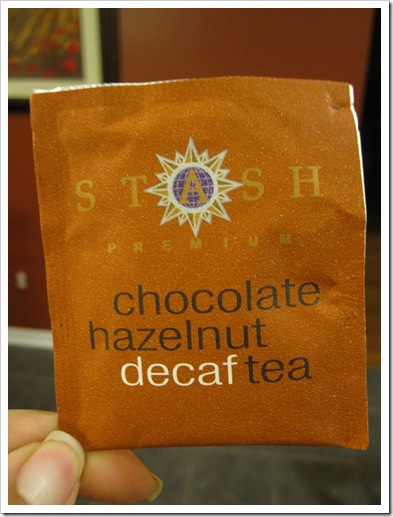 STASH
PREMIUM
chocolate
hazelnut
decaf tea